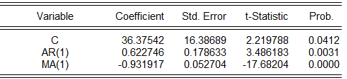 Variable Coefficient Std. Error t-Statistic Prob.
C 36.37542 16.38689 2.219788 0.0412
AR(1) 0.622746 0.178633 3.486183 0.0031
MA(1) -0.931917 0.052704 -17.68204 0.0000